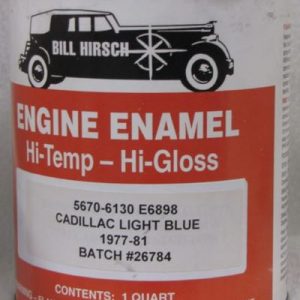 BILL HIRSCH
ENGINE ENAMEL
Hi-Temp – Hi-Gloss
5670-6130 E6898
CADILLAC LIGHT BLUE
1977-81
BATCH #26784
CONTENTS: 1 QUART